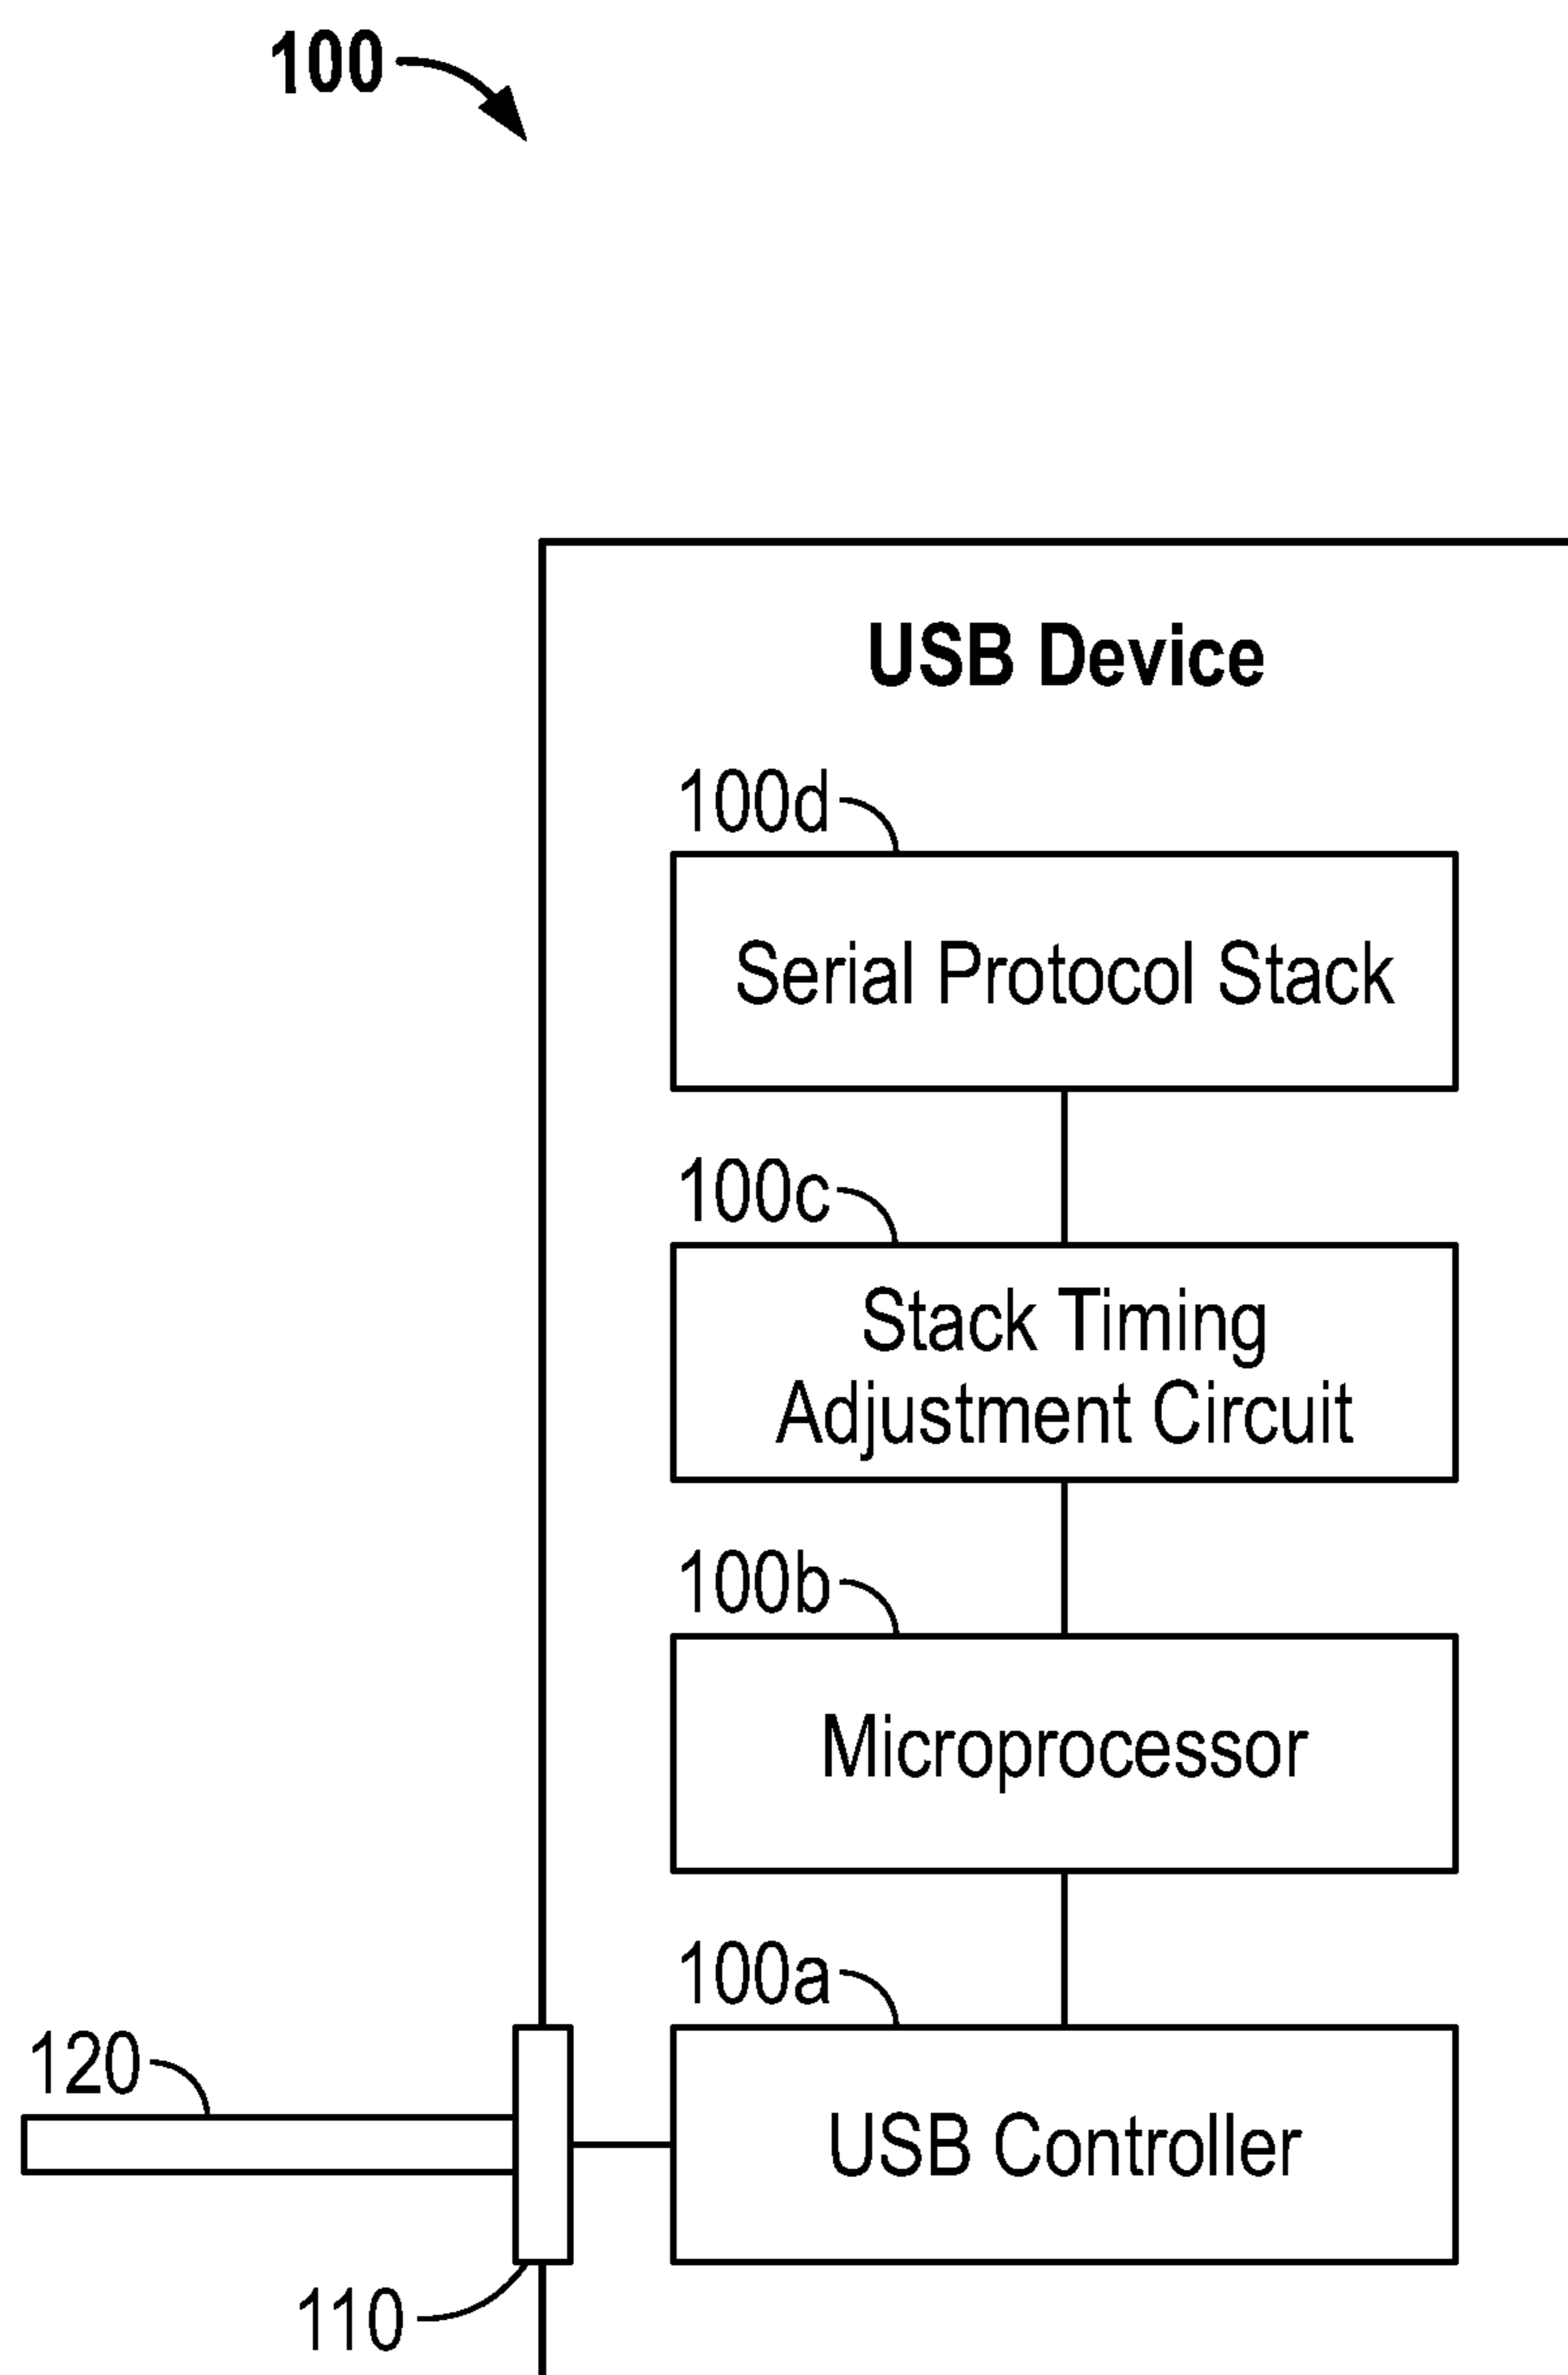 100
USB Device
100d
Serial Protocol Stack
100c
Stack Timing
Adjustment Circuit
100b
Microprocessor
100a
120
USB Controller
110